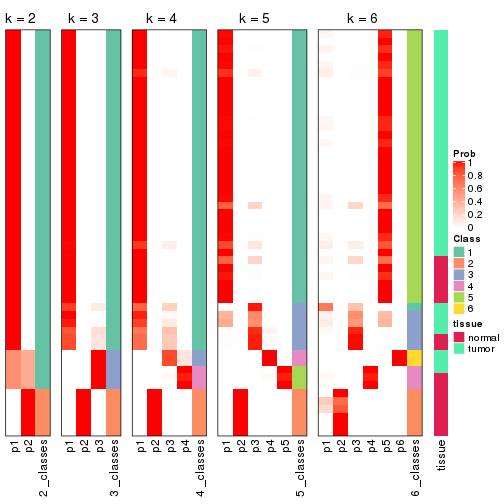 k = 2 k = 3 k = 4 k = 5 k = 6
Prob
1
0.8
0.6
0.4
0.2
0
Class
1
2
3
4
5
6
tissue
normal
tumor
p1 p2 2_classes p1 p2 p3 3_classes p1 p2 p3 p4 4_classes p1 p2 p3 p4 p5 5_classes p1 p2 p3 p4 p5 p6 6_classes tissue